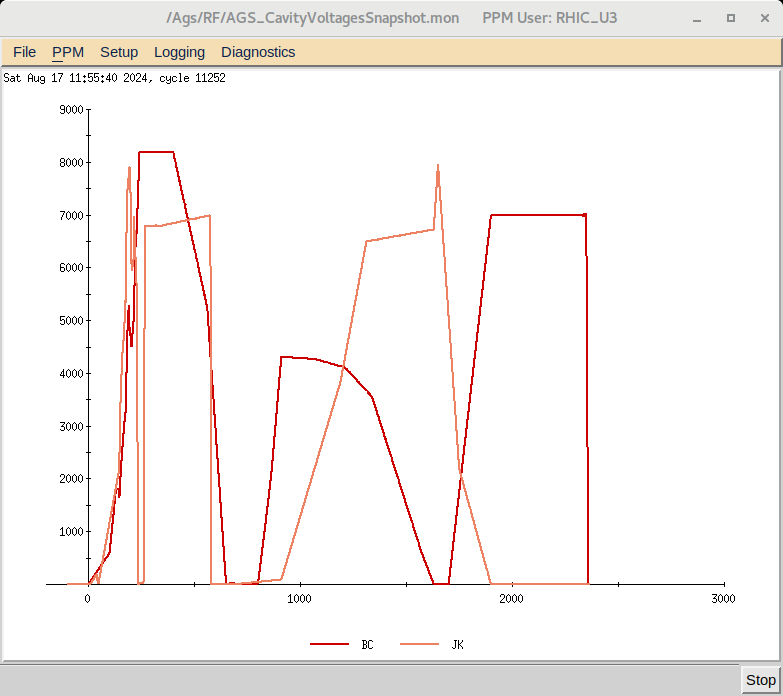 /Ags/RF/AGS_CavityVoltagesSnapshot.mon PPM User: RHIC_U3
File PPM Setup Logging Diagnostics
Sat Aug 17 11:55:40 2024, cycle 11252
9000
8000
7000
6000
5000
4000
3000
2000
1000
0 1000 2000 3000
BC JK
Stop